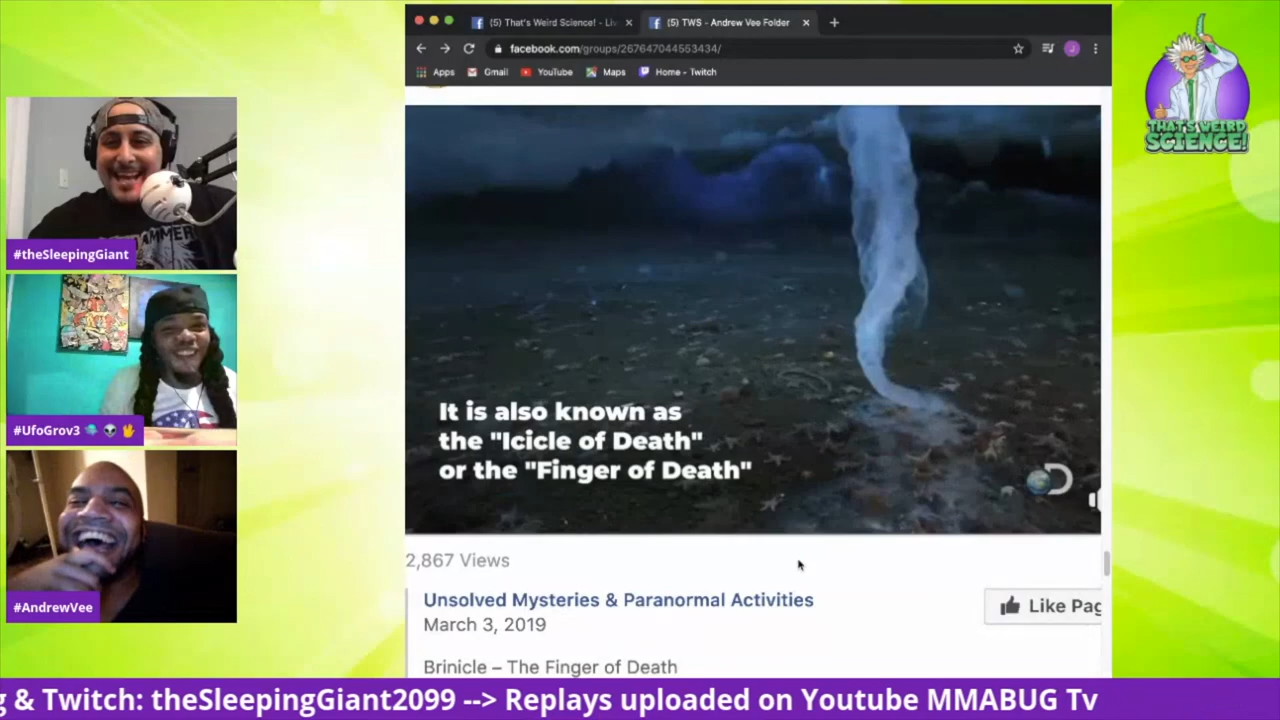 (5) That's Weird Science! - Liv
(5) TWS - Andrew Vee Folder
facebook.com/groups/267647044553434/
Apps
Gmail
YouTube
Maps
Home - Twitch
THAT'S WEIRD
SCIENCE!
HAMMER
#theSleepingGiant
#UfoGrov3 🛸 👽 🖖
#AndrewVee
It is also known as
the "Icicle of Death"
or the "Finger of Death"
D
2,867 Views
Unsolved Mysteries & Paranormal Activities
March 3, 2019
Like Pag
Brinicle – The Finger of Death
g & Twitch: theSleepingGiant2099 --> Replays uploaded on Youtube MMABUG Tv